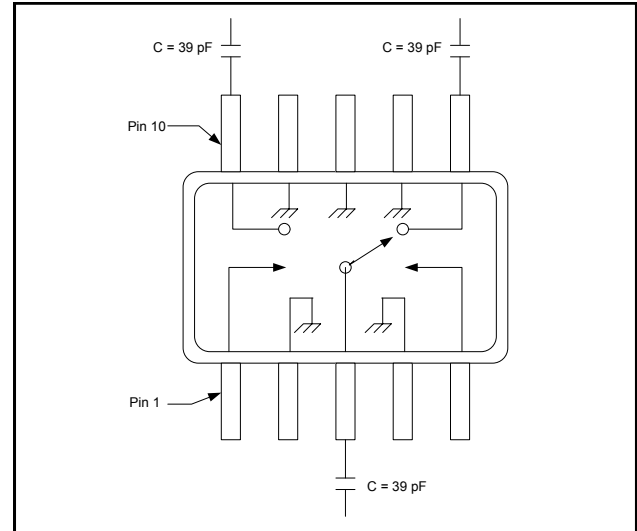 C = 39 pF
C = 39 pF
Pin 10
Pin 1
C = 39 pF